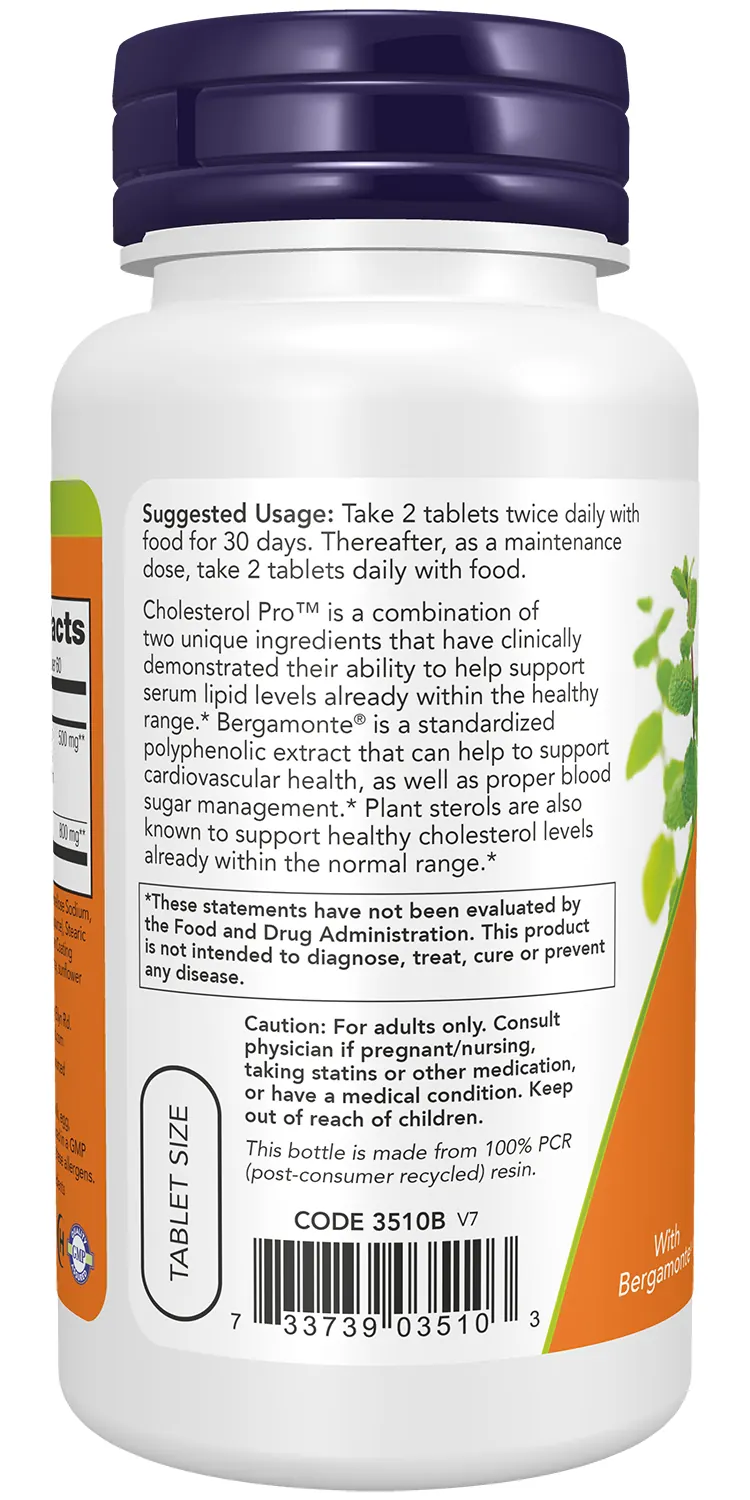 acts
500 mg**
800 mg**
Suggested Usage: Take 2 tablets twice daily with
food for 30 days. Thereafter, as a maintenance
dose, take 2 tablets daily with food.
Cholesterol Pro™ is a combination of
two unique ingredients that have clinically
demonstrated their ability to help support
serum lipid levels already within the healthy
range.* Bergamonte® is a standardized
polyphenolic extract that can help to support
cardiovascular health, as well as proper blood
sugar management.* Plant sterols are also
known to support healthy cholesterol levels
already within the normal range.*
*These statements have not been evaluated by
the Food and Drug Administration. This product
is not intended to diagnose, treat, cure or prevent
any disease.
Caution: For adults only. Consult
physician if pregnant/nursing,
taking statins or other medication,
or have a medical condition. Keep
out of reach of children.
This bottle is made from 100% PCR
(post-consumer recycled) resin.
TABLET SIZE
CODE 3510B V7
7 33739 03510 3
Sodium,
Stearic
sunflower
Rd.
GMP
allergens.
GMP
With
Bergamonte